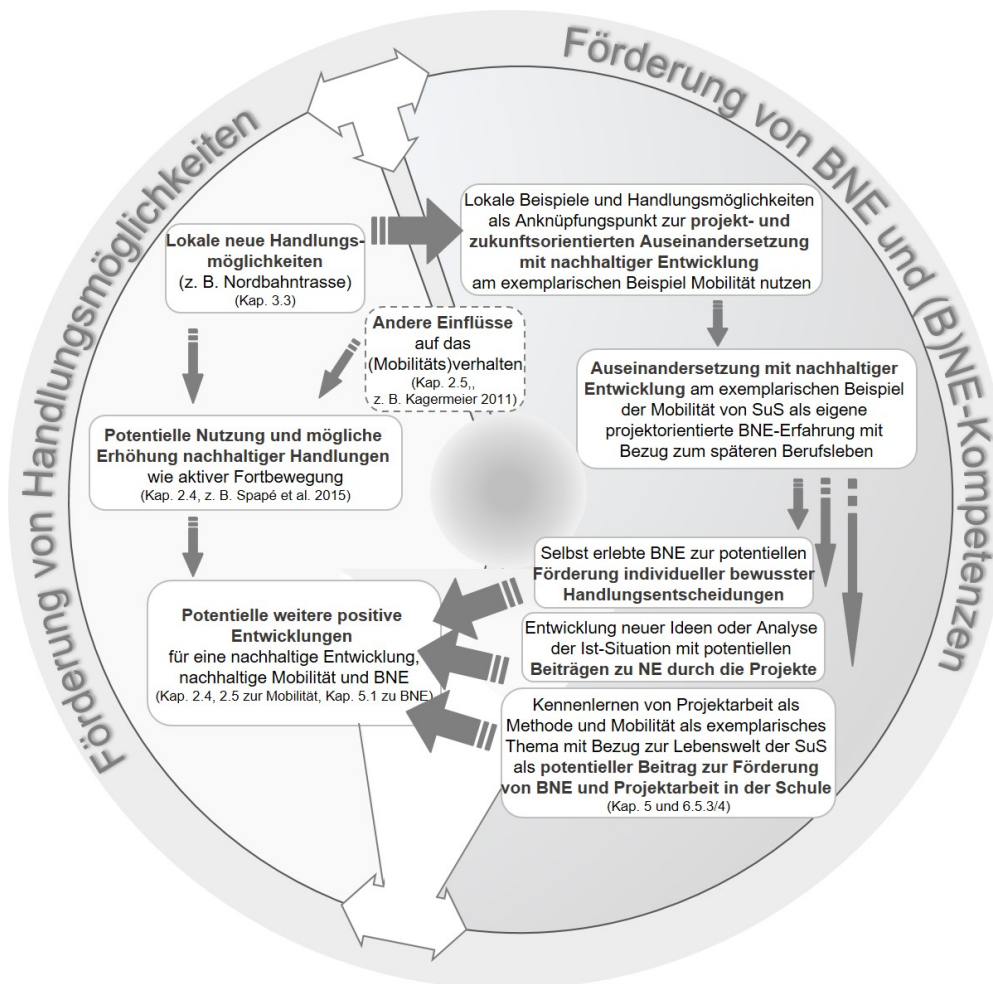 Förderung von Handlungsmöglichkeiten
Förderung von BNE und (B)NE-Kompetenzen
Lokale neue Handlungs-
möglichkeiten
(z. B. Nordbahntrasse)
(Kap. 3.3)
Lokale Beispiele und Handlungsmöglichkeiten
als Anknüpfungspunkt zur projekt- und
zukunftsorientierten Auseinandersetzung
mit nachhaltiger Entwicklung
am exemplarischen Beispiel Mobilität nutzen
Andere Einflüsse
auf das
(Mobilitäts)verhalten
(Kap. 2.5,,
z. B. Kagermeier 2011)
Auseinandersetzung mit nachhaltiger
Entwicklung am exemplarischen Beispiel
der Mobilität von SuS als eigene
projektorientierte BNE-Erfahrung mit
Bezug zum späteren Berufsleben
Potentielle Nutzung und mögliche
Erhöhung nachhaltiger Handlungen
wie aktiver Fortbewegung
(Kap. 2.4, z. B. Spapé et al. 2015)
Selbst erlebte BNE zur potentiellen
Förderung individueller bewusster
Handlungsentscheidungen
Potentielle weitere positive
Entwicklungen
für eine nachhaltige Entwicklung,
nachhaltige Mobilität und BNE
(Kap. 2.4, 2.5 zur Mobilität, Kap. 5.1 zu BNE)
Entwicklung neuer Ideen oder Analyse
der Ist-Situation mit potentiellen
Beiträgen zu NE durch die Projekte
Kennenlernen von Projektarbeit als
Methode und Mobilität als exemplarisches
Thema mit Bezug zur Lebenswelt der SuS
als potentieller Beitrag zur Förderung
von BNE und Projektarbeit in der Schule
(Kap. 5 und 6.5.3/4)